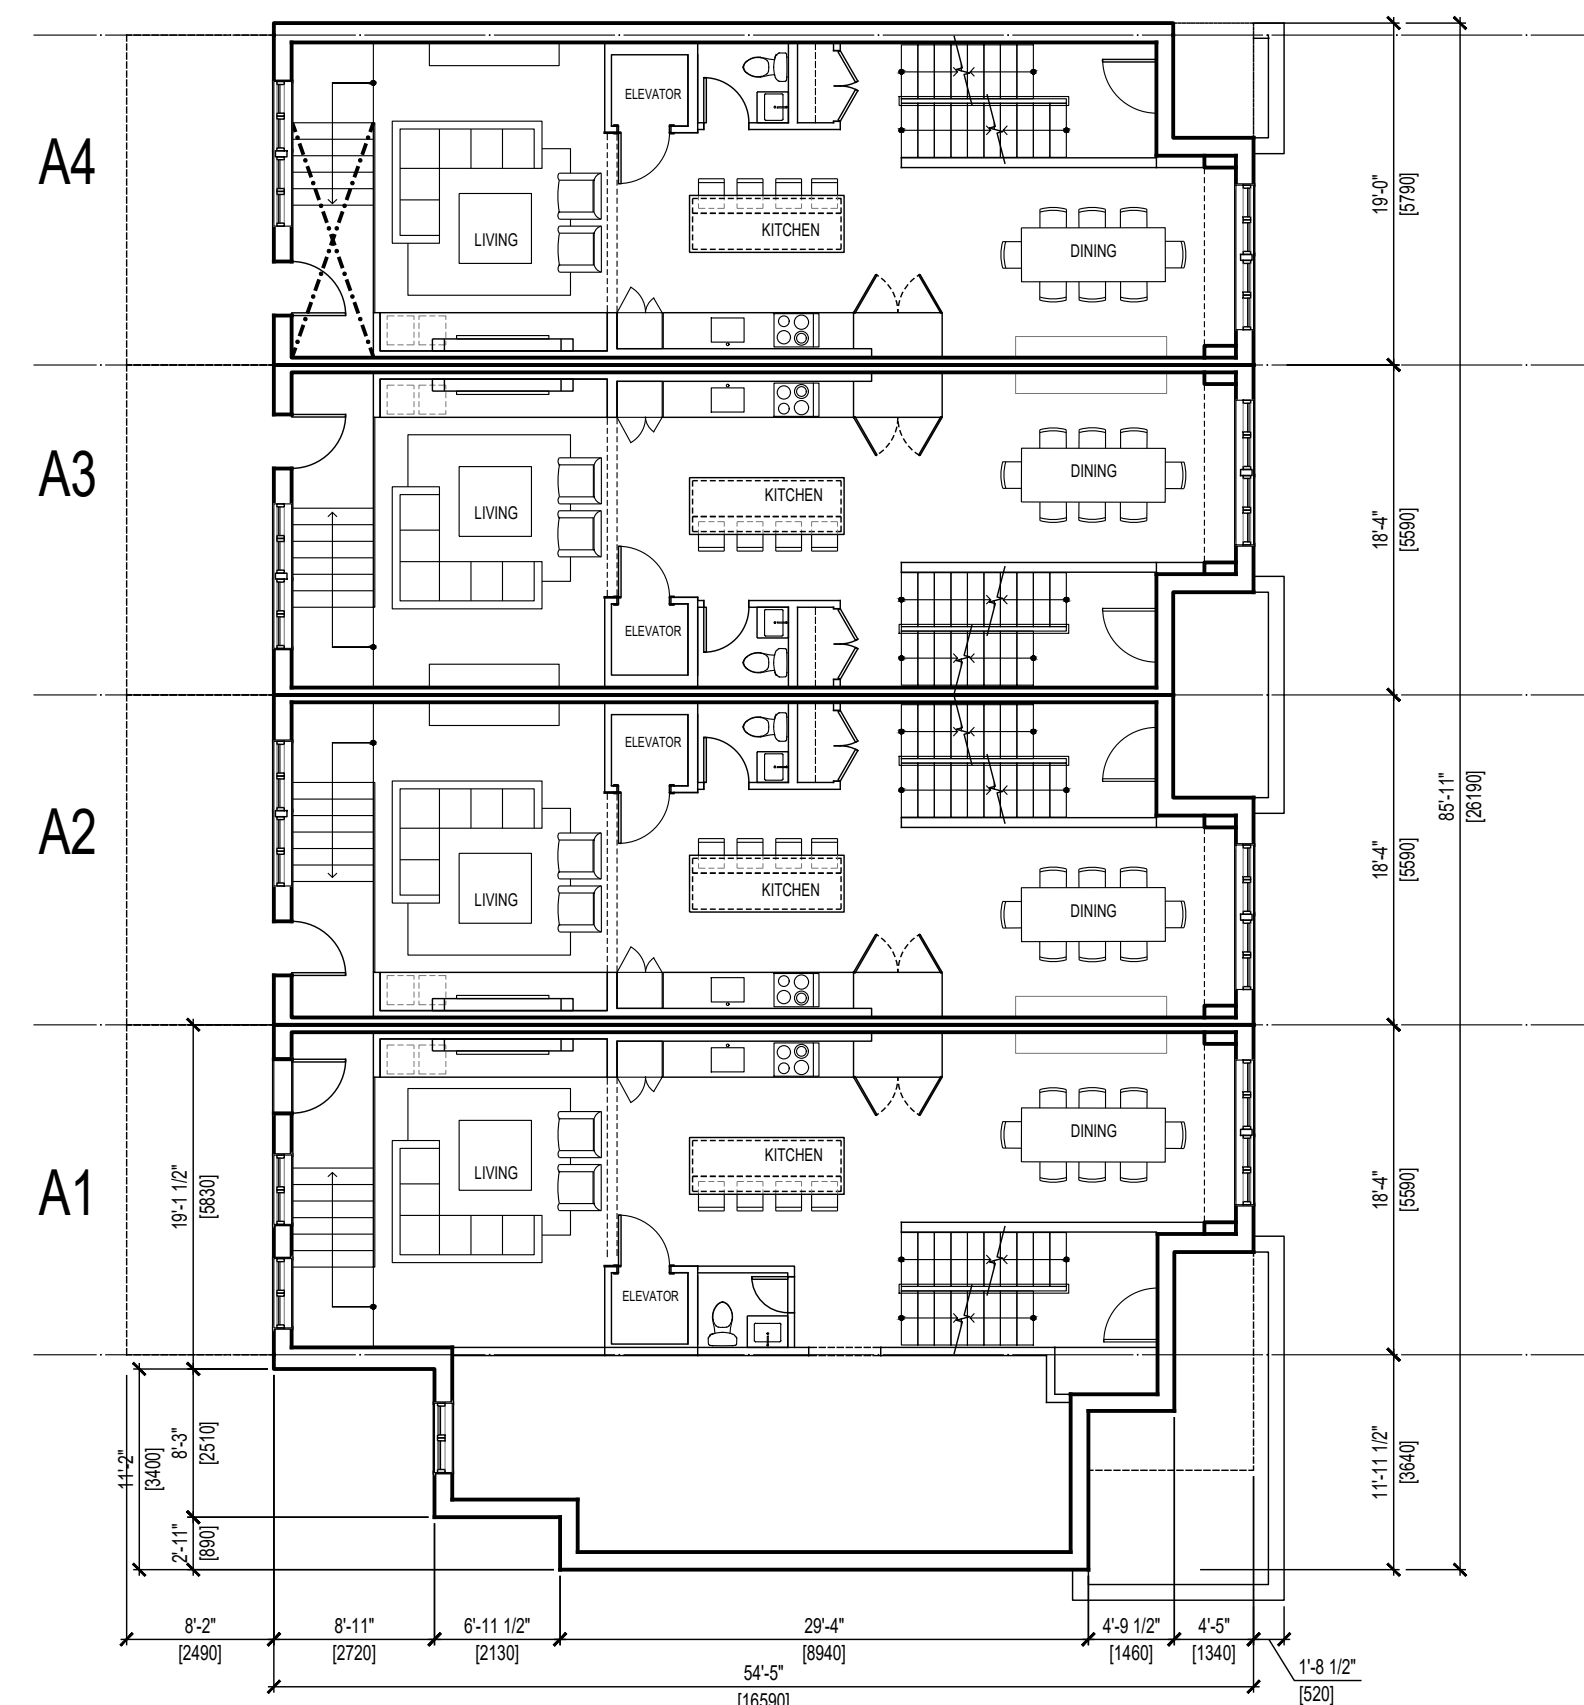 A4
ELEVATOR
LIVING
KITCHEN
DINING
19'-0"
[5790]
A3
LIVING
KITCHEN
DINING
ELEVATOR
18'-4"
[5590]
85'-11"
[26190]
A2
ELEVATOR
LIVING
KITCHEN
DINING
18'-4"
[5590]
A1
19'-1 1/2"
[5830]
LIVING
KITCHEN
DINING
ELEVATOR
18'-4"
[5590]
11'-2"
[3400]
8'-3"
[2510]
2'-11"
[890]
11'-11 1/2"
[3640]
8'-2"
[2490]
8'-11"
[2720]
6'-11 1/2"
[2130]
29'-4"
[8940]
4'-9 1/2"
[1460]
4'-5"
[1340]
1'-8 1/2"
[520]
54'-5"
[16590]